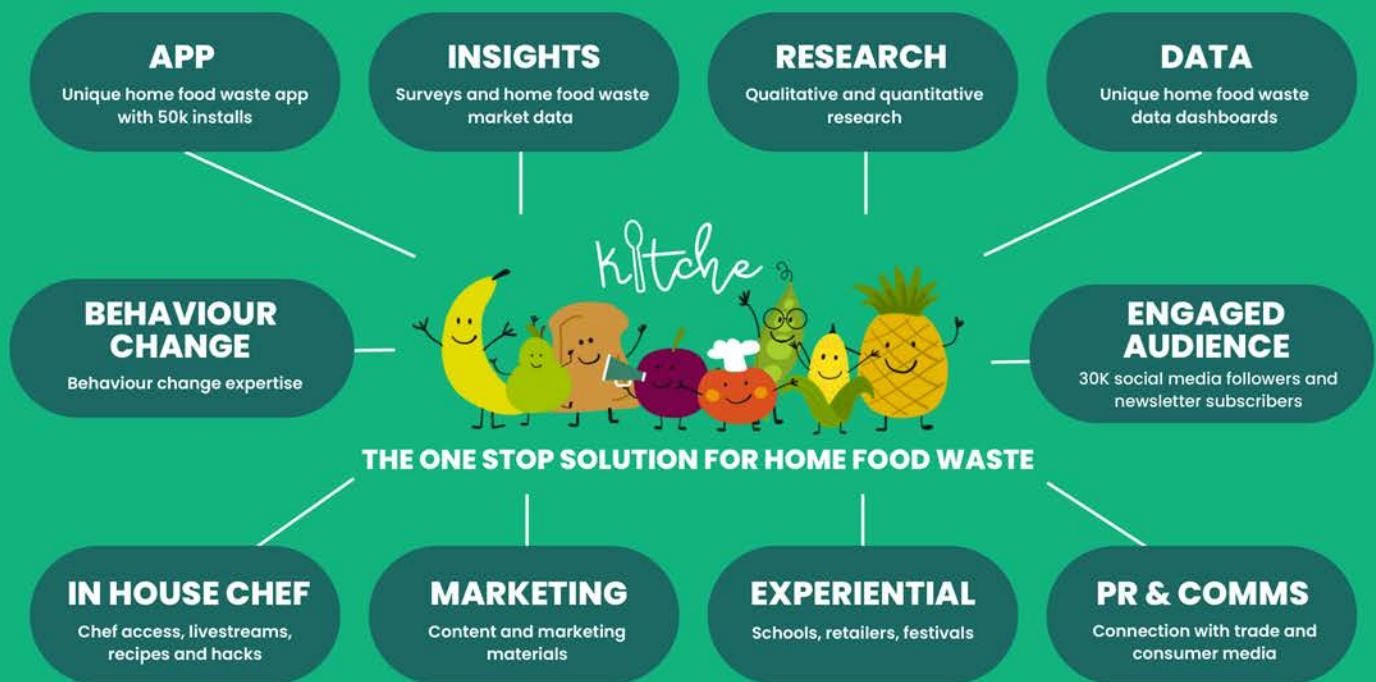 APP
Unique home food waste app
with 50k installs
INSIGHTS
Surveys and home food waste
market data
RESEARCH
Qualitative and quantitative
research
DATA
Unique home food waste
data dashboards
kitche
BEHAVIOUR
CHANGE
Behaviour change expertise
ENGAGED
AUDIENCE
30K social media followers and
newsletter subscribers
THE ONE STOP SOLUTION FOR HOME FOOD WASTE
IN HOUSE CHEF
Chef access, livestreams,
recipes and hacks
MARKETING
Content and marketing
materials
EXPERIENTIAL
Schools, retailers, festivals
PR & COMMS
Connection with trade and
consumer media